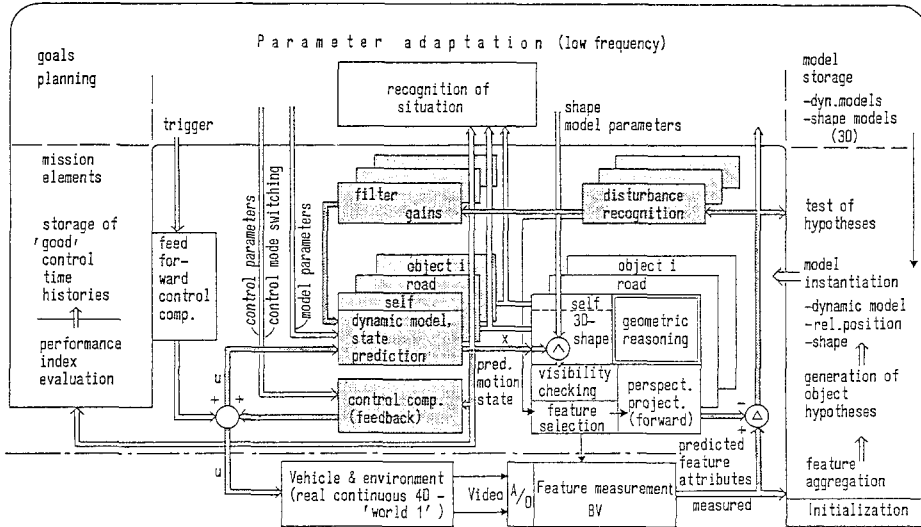 Parameter adaptation (low frequency)
goals
planning
trigger
recognition of
situation
shape
model parameters
model
storage
-dyn.models
-shape models
(3D)
mission
elements
storage of
'good'
control
time
histories
performance
index
evaluation
feed
forward
control
comp.
control parameters
control mode switching
model parameters
filter
gains
disturbance
recognition
object i
road
self
dynamic model,
state
prediction
control comp.
(feedback)
x
pred.
motion
state
object i
road
self
3D-
shape
geometric
reasoning
visibility
checking
feature
selection
perspect.
project.
(forward)
test of
hypotheses
model
instantiation
-dynamic model
-rel.position
-shape
generation of
object
hypotheses
feature
aggregation
Initialization
u
+
+
u
-
+
Δ
predicted
feature
attributes
measured
Vehicle & environment
(real continuous 4D -
'world 1')
Video
A/D
Feature measurement
BV